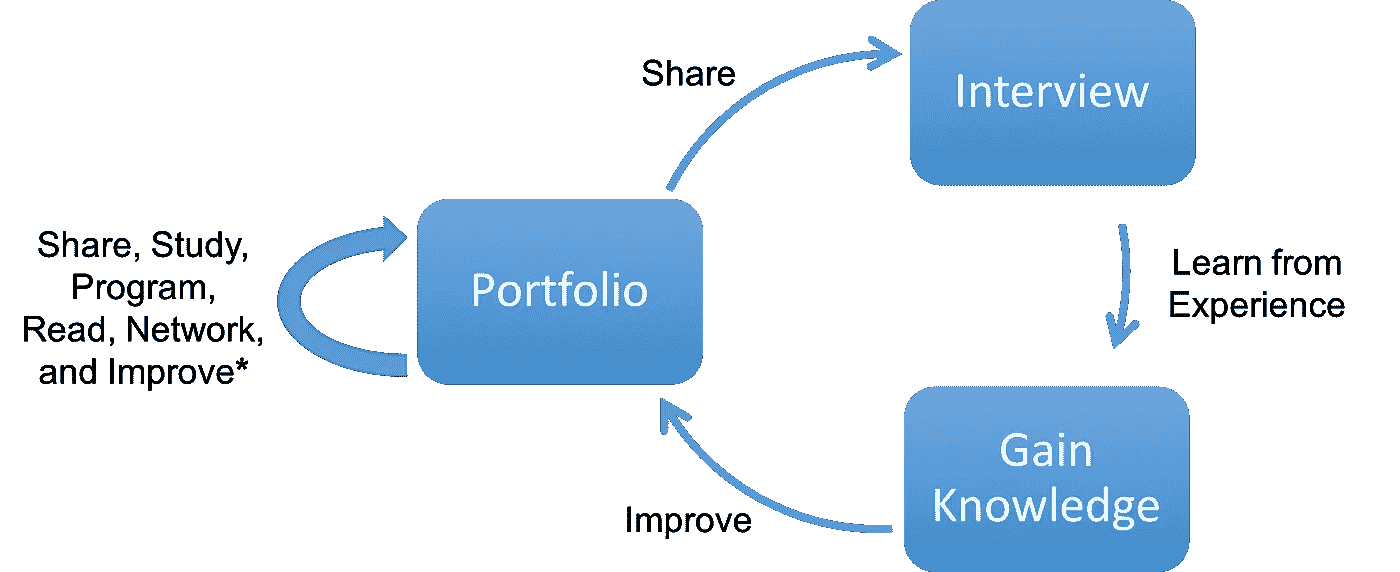 Share
Interview
Share, Study,
Program,
Read, Network,
and Improve*
Portfolio
Learn from
Experience
Gain
Knowledge
Improve